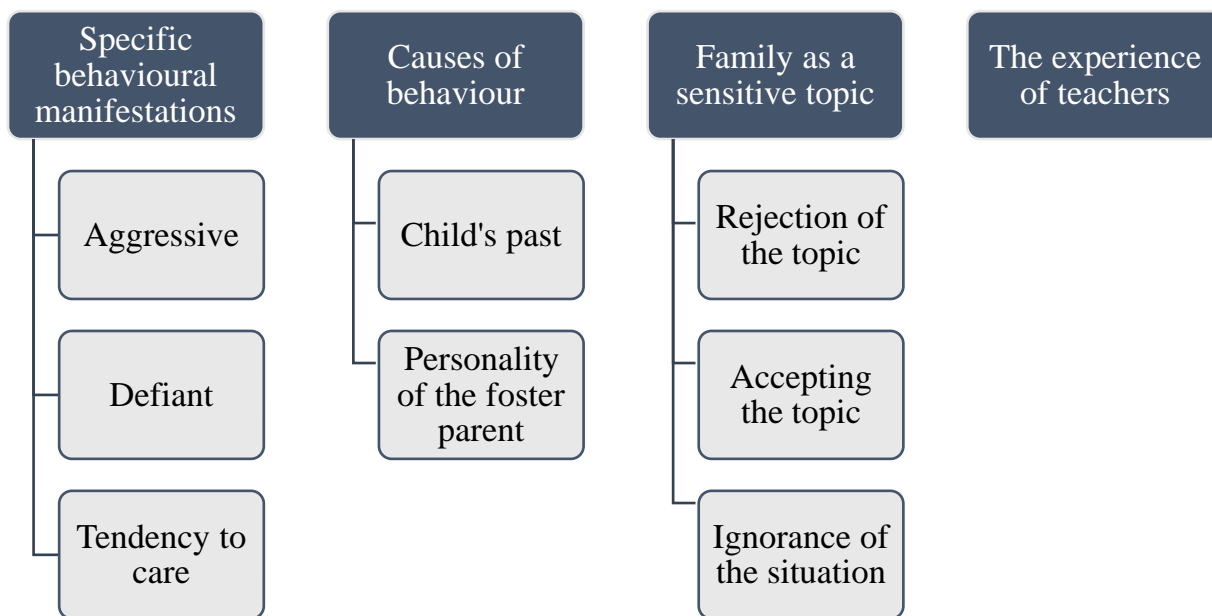 Specific
behavioural
manifestations
Aggressive
Defiant
Tendency to
care
Causes of
behaviour
Child's past
Personality
of the foster
parent
Family as a
sensitive topic
Rejection of
the topic
Accepting
the topic
Ignorance of
the situation
The experience
of teachers